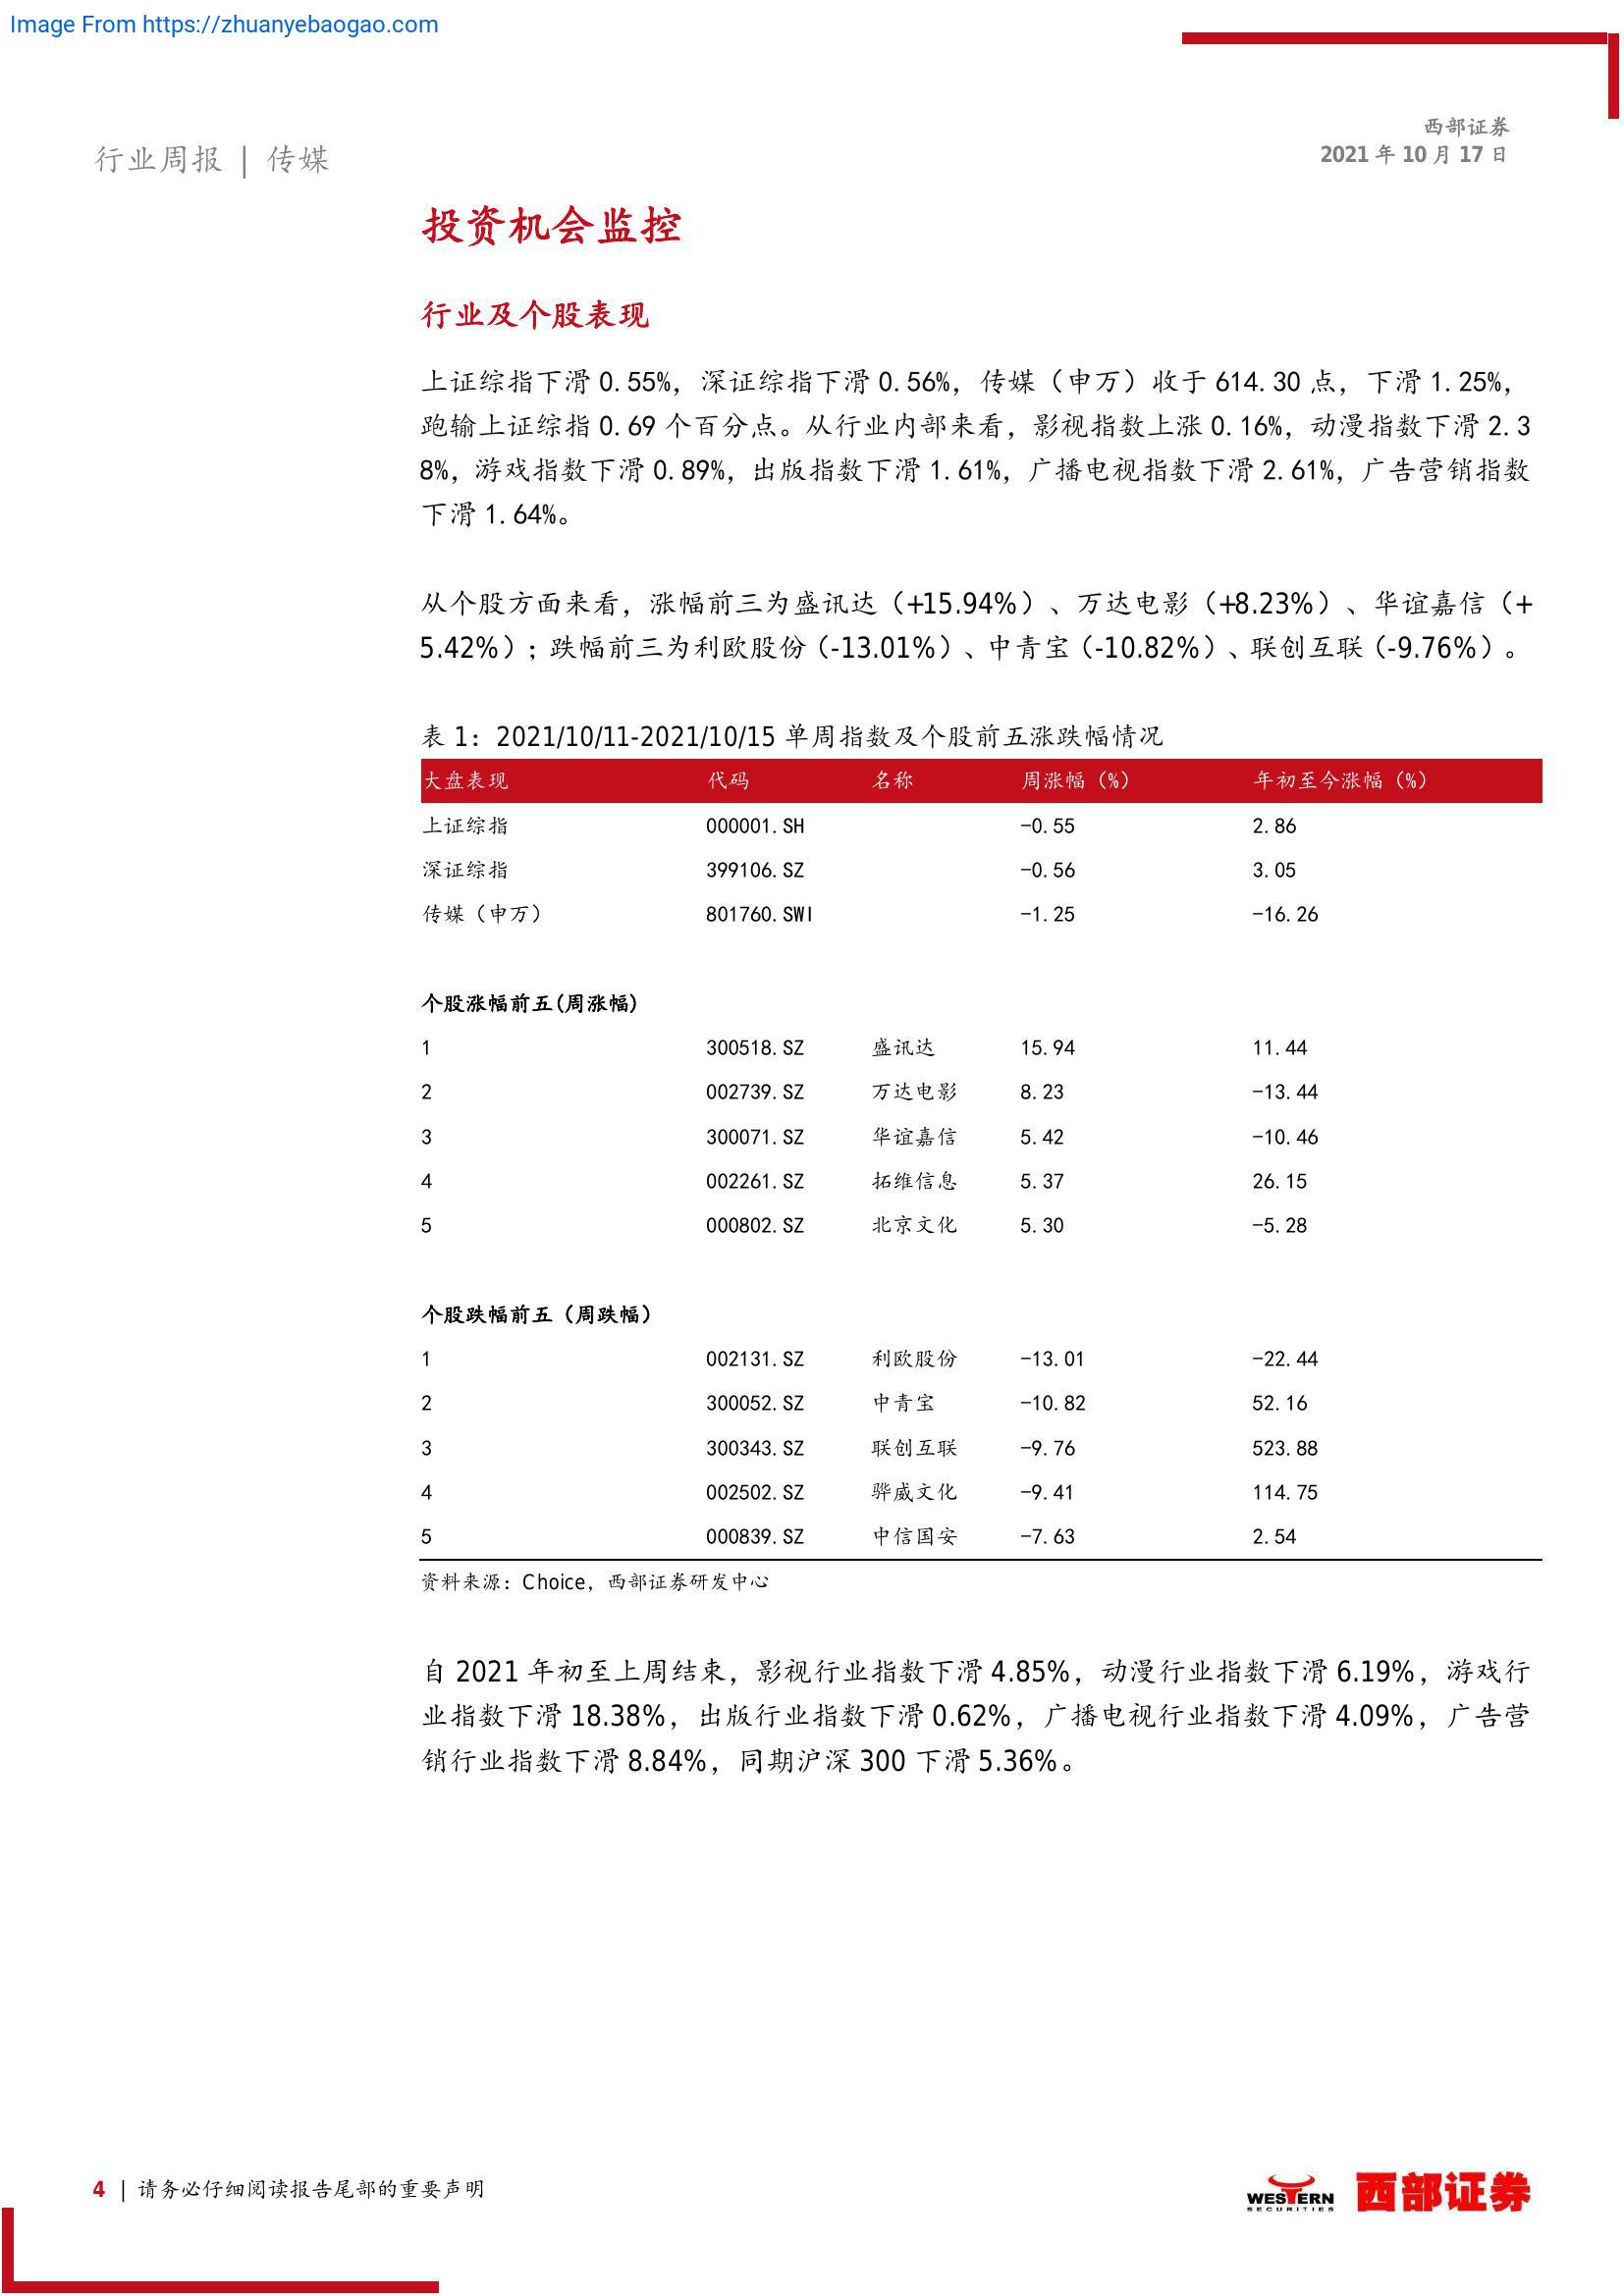 Image From https://zhuanyebaogao.com
西部证券
2021 年 10 月 17 日
行业周报 | 传媒
投资机会监控
行业及个股表现
上证综指下滑 0.55%，深证综指下滑 0.56%，传媒（申万）收于 614.30 点，下滑 1.25%，
跑输上证综指 0.69 个百分点。从行业内部来看，影视指数上涨 0.16%，动漫指数下滑 2.3
8%，游戏指数下滑 0.89%，出版指数下滑 1.61%，广播电视指数下滑 2.61%，广告营销指数
下滑 1.64%。
从个股方面来看，涨幅前三为盛讯达（+15.94%）、万达电影（+8.23%）、华谊嘉信（+
5.42%）；跌幅前三为利欧股份（-13.01%）、中青宝（-10.82%）、联创互联（-9.76%）。
表 1：2021/10/11-2021/10/15 单周指数及个股前五涨跌幅情况
大盘表现 代码 名称 周涨幅（%） 年初至今涨幅（%）
上证综指 000001.SH -0.55 2.86
深证综指 399106.SZ -0.56 3.05
传媒（申万） 801760.SWI -1.25 -16.26
个股涨幅前五(周涨幅)
1 300518.SZ 盛讯达 15.94 11.44
2 002739.SZ 万达电影 8.23 -13.44
3 300071.SZ 华谊嘉信 5.42 -10.46
4 002261.SZ 拓维信息 5.37 26.15
5 000802.SZ 北京文化 5.30 -5.28
个股跌幅前五（周跌幅）
1 002131.SZ 利欧股份 -13.01 -22.44
2 300052.SZ 中青宝 -10.82 52.16
3 300343.SZ 联创互联 -9.76 523.88
4 002502.SZ 骅威文化 -9.41 114.75
5 000839.SZ 中信国安 -7.63 2.54
资料来源：Choice，西部证券研发中心
自 2021 年初至上周结束，影视行业指数下滑 4.85%，动漫行业指数下滑 6.19%，游戏行
业指数下滑 18.38%，出版行业指数下滑 0.62%，广播电视行业指数下滑 4.09%，广告营
销行业指数下滑 8.84%，同期沪深 300 下滑 5.36%。
4 | 请务必仔细阅读报告尾部的重要声明
WESTERN
SECURITIES
西部证券